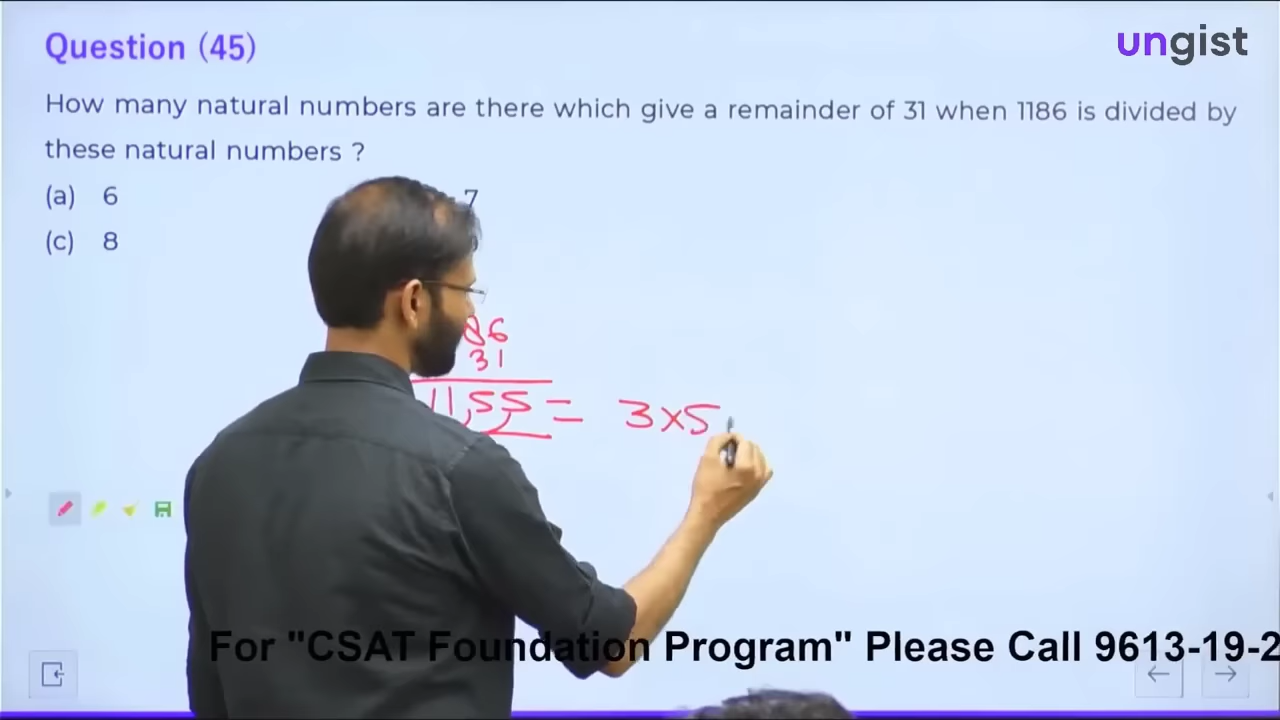 Question (45)
ungist
How many natural numbers are there which give a remainder of 31 when 1186 is divided by
these natural numbers ?
(a) 6
7
(c) 8
86
31
11,55 = 3×5
For "CSAT Foundation Program" Please Call 9613-19-2